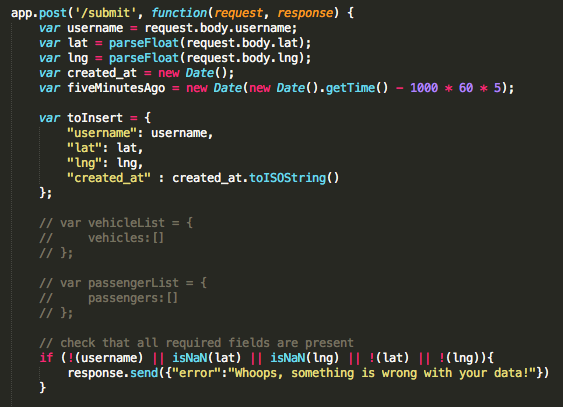 app.post('/submit', function(request, response) {
    var username = request.body.username;
    var lat = parseFloat(request.body.lat);
    var lng = parseFloat(request.body.lng);
    var created_at = new Date();
    var fiveMinutesAgo = new Date(new Date().getTime() - 1000 * 60 * 5);

    var toInsert = {
        "username": username,
        "lat": lat,
        "lng": lng,
        "created_at" : created_at.toISOString()
    };

    // var vehicleList = {
    //     vehicles:[]
    // };

    // var passengerList = {
    //     passengers:[]
    // };

    // check that all required fields are present
    if (!(username) || isNaN(lat) || isNaN(lng) || !(lat) || !(lng)){
        response.send({"error":"Whoops, something is wrong with your data!"})
    }